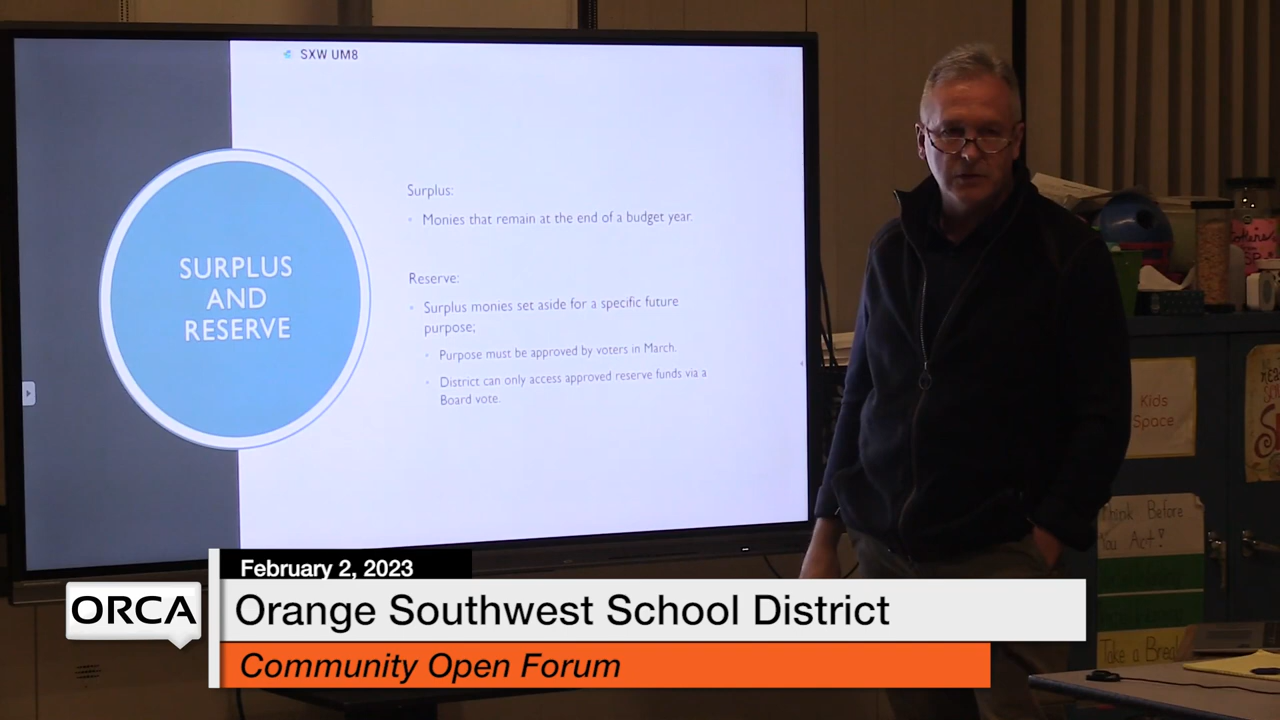 SXW UM8
SURPLUS
AND
RESERVE
Surplus:
• Monies that remain at the end of a budget year.
Reserve:
• Surplus monies set aside for a specific future
purpose;
• Purpose must be approved by voters in March.
• District can only access approved reserve funds via a
Board vote.
Kids
Space
Think Before
You Act!
Take a Break
February 2, 2023
ORCA
Orange Southwest School District
Community Open Forum